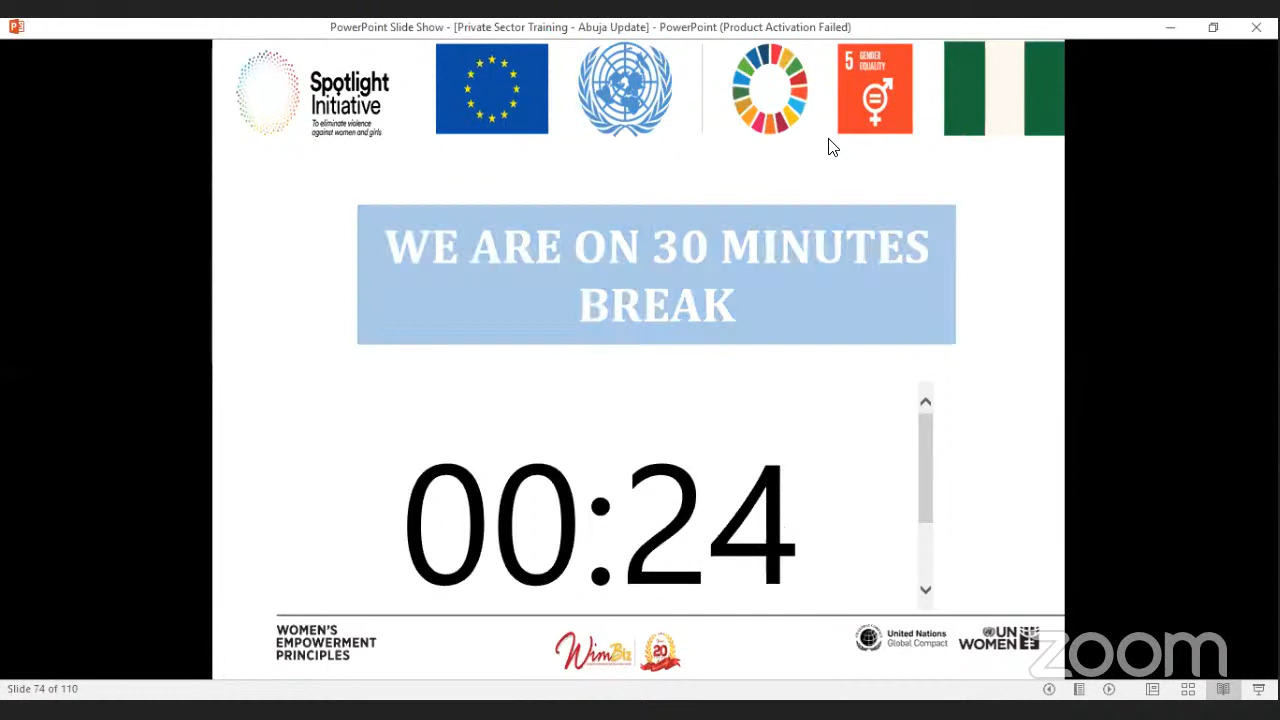 PowerPoint Slide Show - [Private Sector Training - Abuja Update] - PowerPoint (Product Activation Failed)
Spotlight
Initiative
To eliminate violence
against women and girls
5 GENDER
EQUALITY
WE ARE ON 30 MINUTES
BREAK
00:24
WOMEN'S
EMPOWERMENT
PRINCIPLES
WimBiz
20
United Nations
Global Compact
UN
WOMEN
zoom
Slide 74 of 110